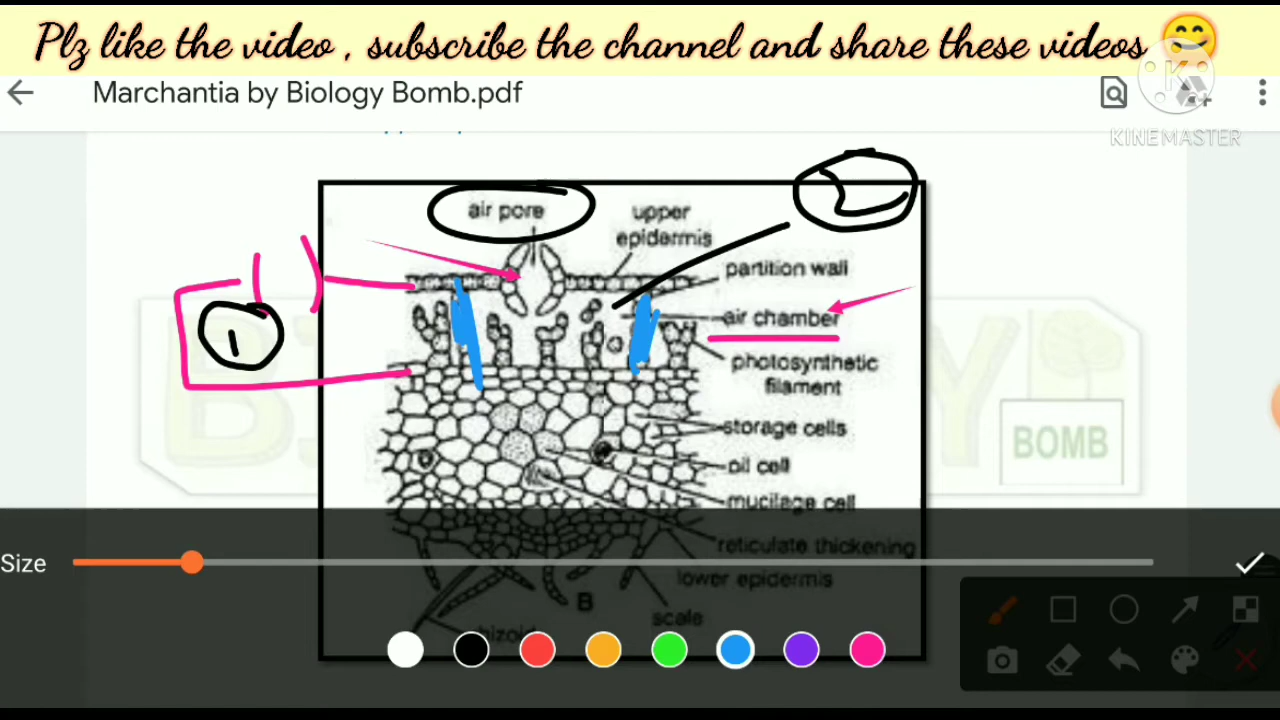 Plz like the video , subscribe the channel and share these videos
Marchantia by Biology Bomb.pdf
KINEMASTER
air pore
upper
epidermis
partition wall
air chamber
1
photosynthetic
filament
storage cells
BOMB
oil cell
mucilage cell
reticulate thickening
Size
lower epidermis
B
scale